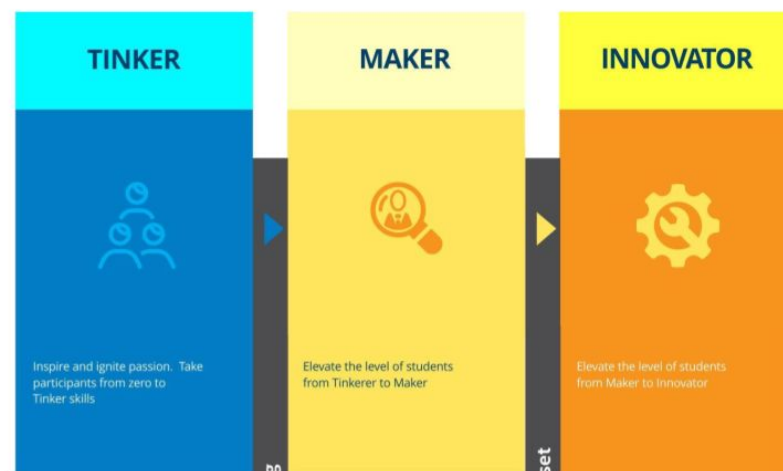 TINKER
MAKER
INNOVATOR
Inspire and ignite passion. Take
participants from zero to
Tinker skills
Elevate the level of students
from Tinkerer to Maker
Elevate the level of students
from Maker to Innovator